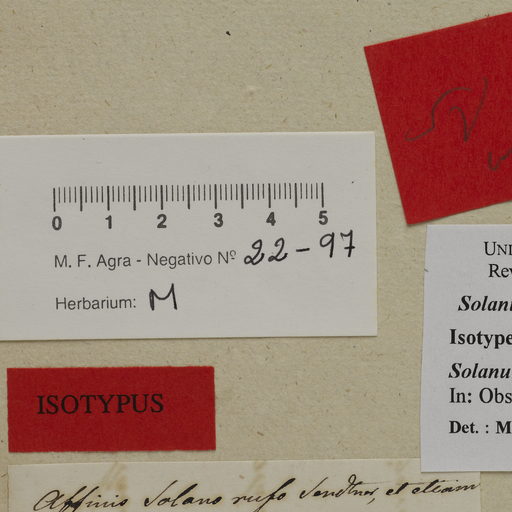 0 1 2 3 4 5
M. F. Agra - Negativo Nº 22-97
Herbarium: M
UNI
Rev
Solan
Isotype
Solanu
In: Obs
Det. : M
ISOTYPUS
Affinis Solano rufo Sendtner, et etiam